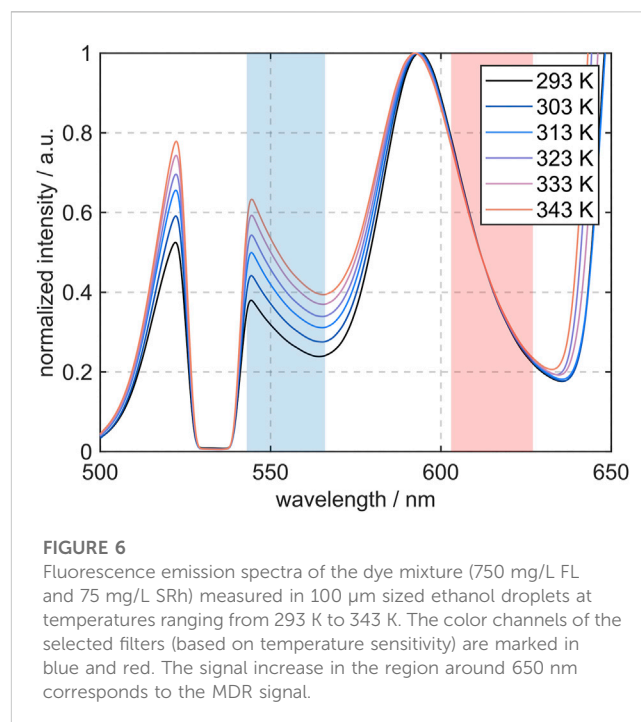 normalized intensity / a.u.
1
0.8
0.6
0.4
0.2
0
500
550
600
650
wavelength / nm
293 K
303 K
313 K
323 K
333 K
343 K
FIGURE 6
Fluorescence emission spectra of the dye mixture (750 mg/L FL
and 75 mg/L SRh) measured in 100 µm sized ethanol droplets at
temperatures ranging from 293 K to 343 K. The color channels of the
selected filters (based on temperature sensitivity) are marked in
blue and red. The signal increase in the region around 650 nm
corresponds to the MDR signal.